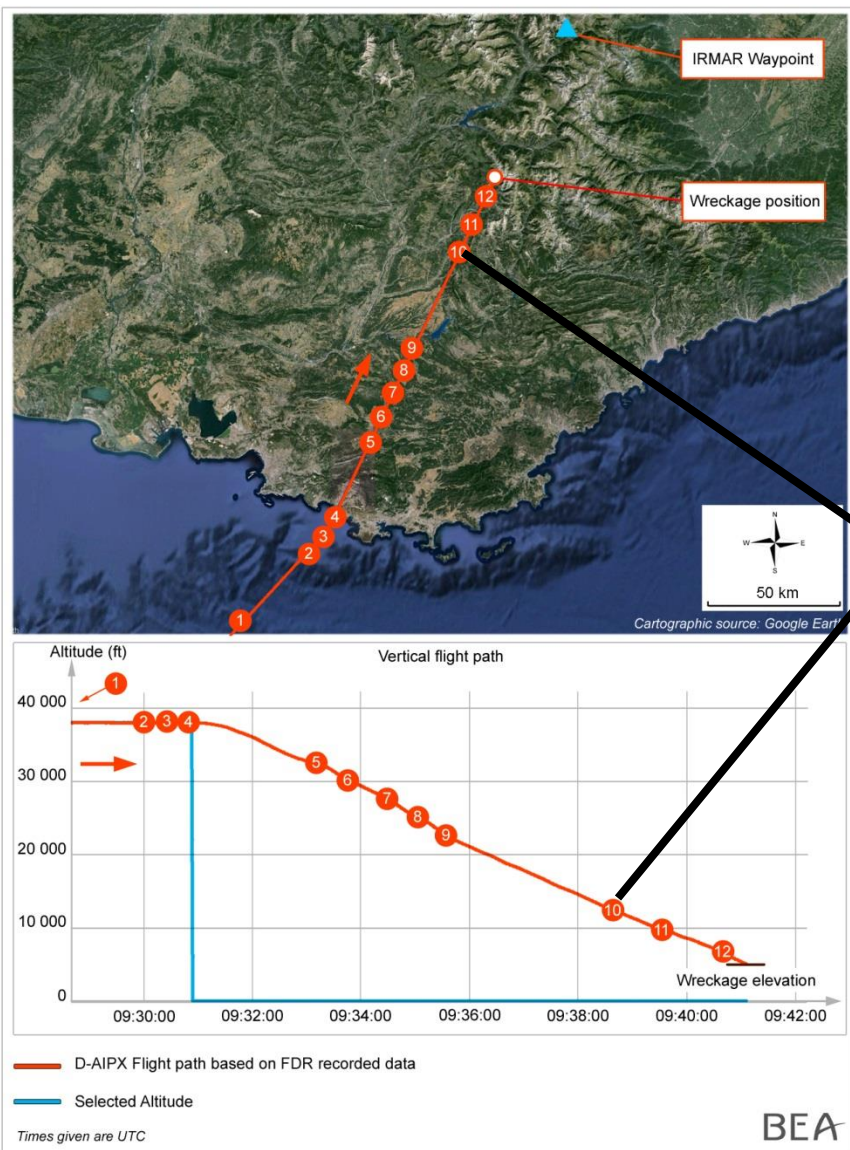 IRMAR Waypoint
Wreckage position
12
11
10
9
8
7
6
5
4
3
2
1
N
W E
S
50 km
Cartographic source: Google Earth
Altitude (ft)
Vertical flight path
1
40 000
2 3 4
5
30 000
6
7
8
9
20 000
10
10 000
11
12
Wreckage elevation
0
09:30:00 09:32:00 09:34:00 09:36:00 09:38:00 09:40:00 09:42:00
D-AIPX Flight path based on FDR recorded data
Selected Altitude
Times given are UTC
BEA